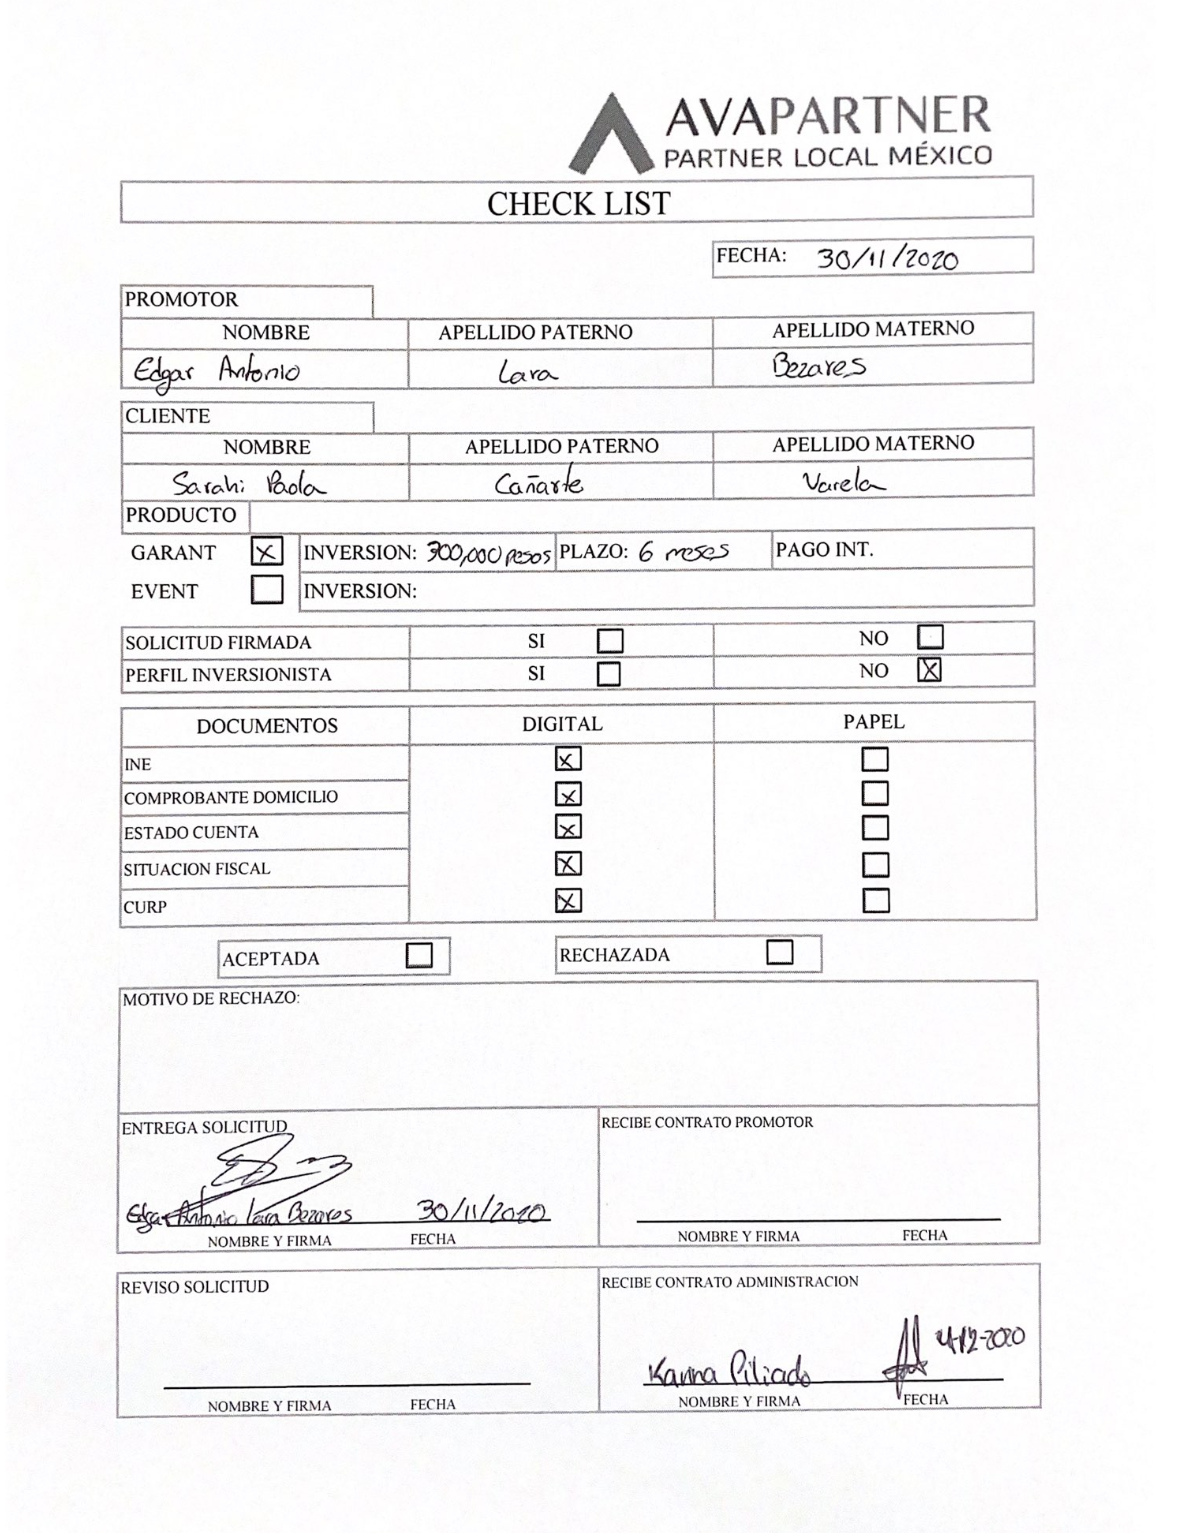 AVAPARTNER
PARTNER LOCAL MÉXICO
CHECK LIST
FECHA: 30/11/2020
PROMOTOR
NOMBRE APELLIDO PATERNO APELLIDO MATERNO
Edgar Antonio Lara Bezares
CLIENTE
NOMBRE APELLIDO PATERNO APELLIDO MATERNO
Sarahi Paola Cañarte Varela
PRODUCTO
GARANT X INVERSION: 300,000 pesos PLAZO: 6 meses PAGO INT.
EVENT INVERSION:
SOLICITUD FIRMADA SI NO
PERFIL INVERSIONISTA SI NO X
DOCUMENTOS DIGITAL PAPEL
INE X
COMPROBANTE DOMICILIO X
ESTADO CUENTA X
SITUACION FISCAL X
CURP X
ACEPTADA RECHAZADA
MOTIVO DE RECHAZO:
ENTREGA SOLICITUD RECIBE CONTRATO PROMOTOR
Edgar Antonio Lara Bezares 30/11/2020
NOMBRE Y FIRMA FECHA NOMBRE Y FIRMA FECHA
REVISO SOLICITUD RECIBE CONTRATO ADMINISTRACION
Karina Piliado 4-12-2020
NOMBRE Y FIRMA FECHA NOMBRE Y FIRMA FECHA